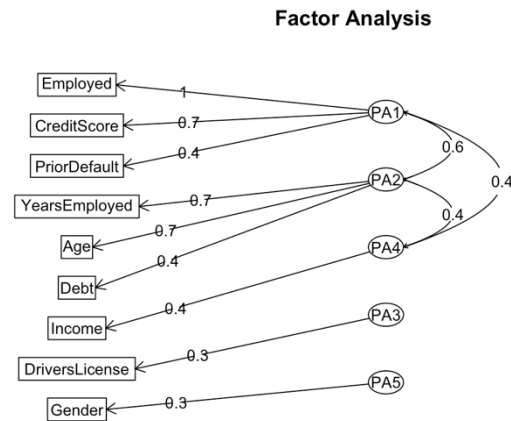 Factor Analysis
Employed
1
PA1
CreditScore
0.7
0.6
PriorDefault
0.4
0.4
PA2
YearsEmployed
0.7
0.4
Age
0.7
Debt
0.4
PA4
Income
0.4
PA3
DriversLicense
0.3
PA5
Gender
0.3